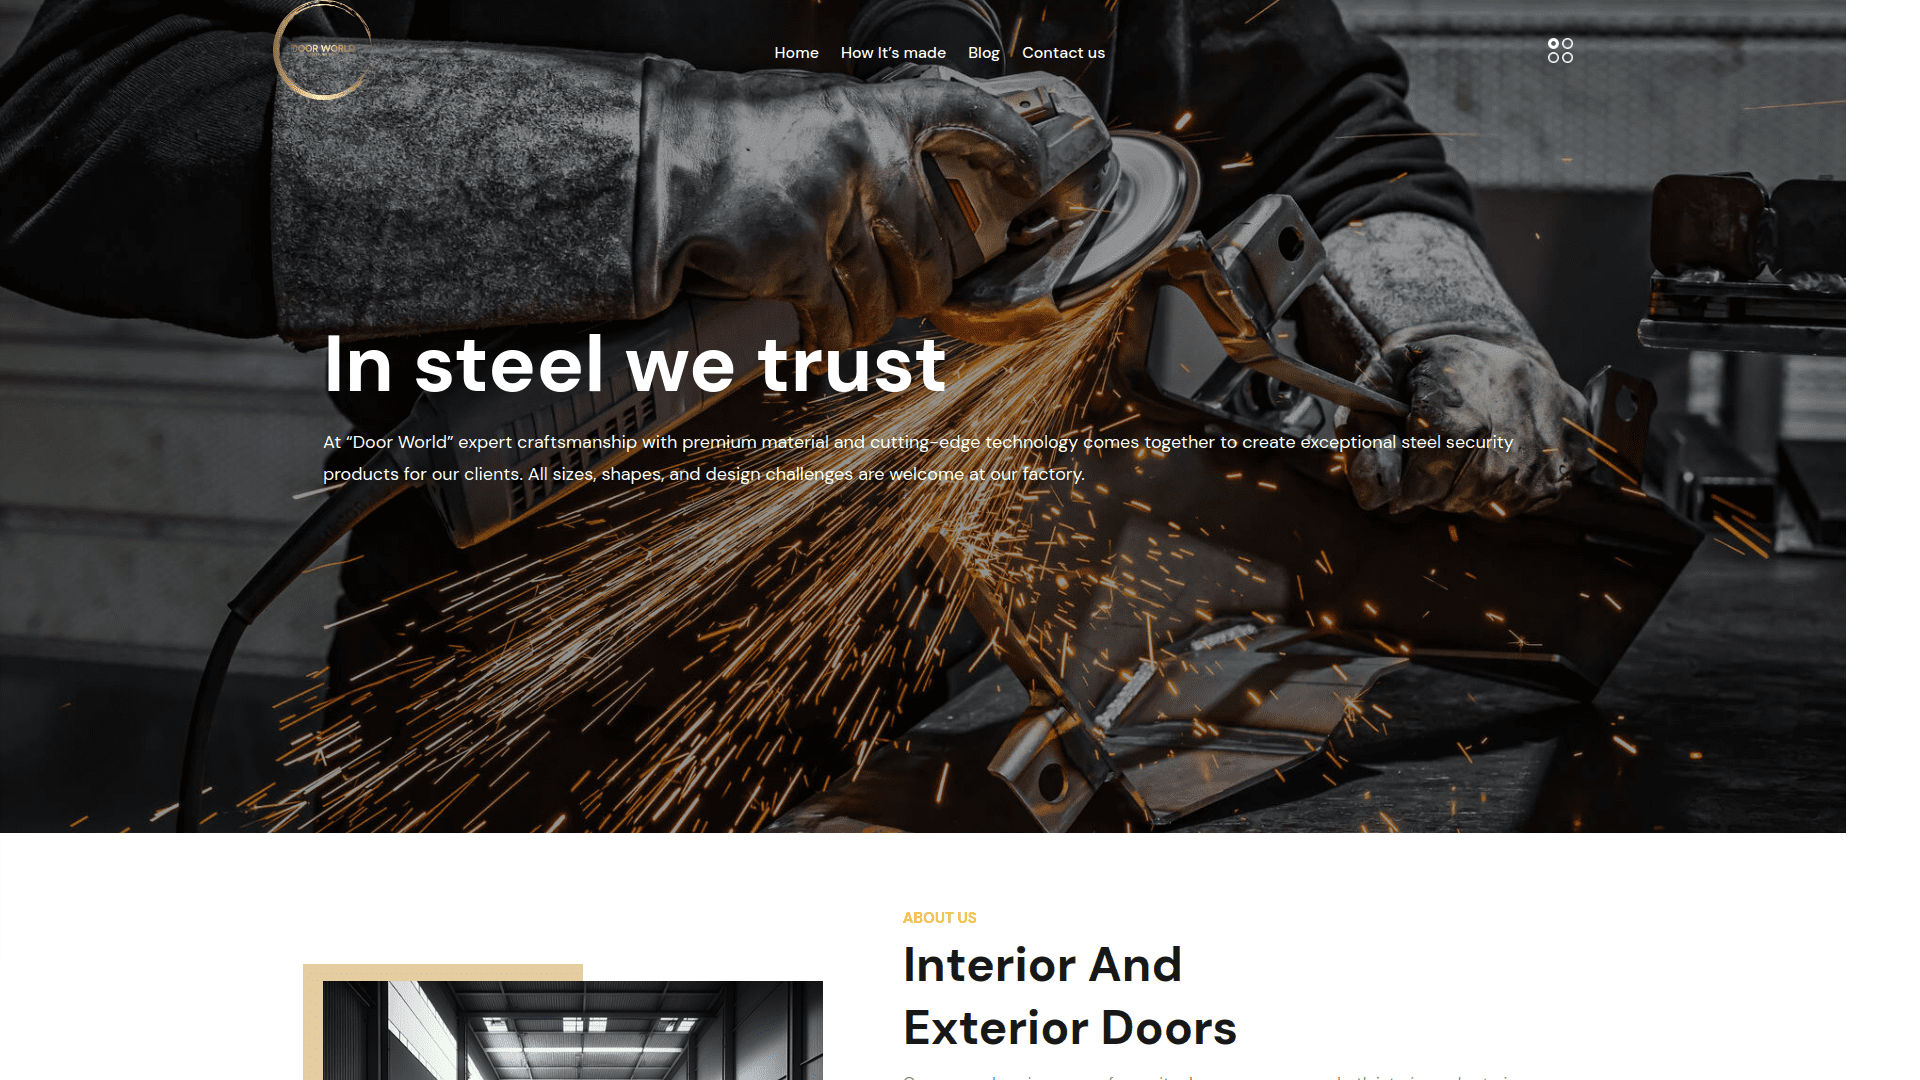 DOOR WORLD
Home How It’s made Blog Contact us
In steel we trust
At “Door World” expert craftsmanship with premium material and cutting-edge technology comes together to create exceptional steel security
products for our clients. All sizes, shapes, and design challenges are welcome at our factory.
ABOUT US
Interior And
Exterior Doors